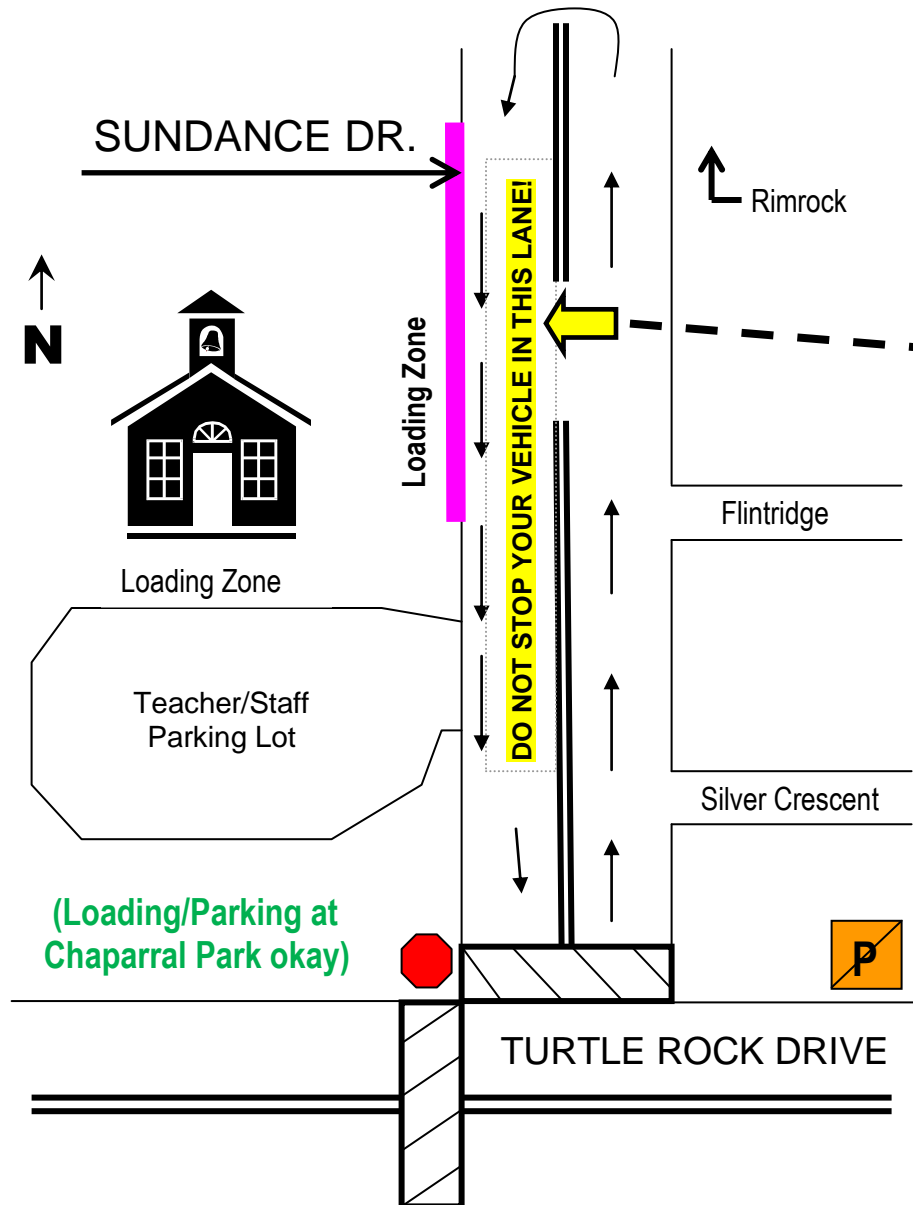 SUNDANCE DR.
Rimrock
N
Loading Zone
DO NOT STOP YOUR VEHICLE IN THIS LANE!
Flintridge
Loading Zone
Teacher/Staff
Parking Lot
Silver Crescent
(Loading/Parking at
Chaparral Park okay)
P
TURTLE ROCK DRIVE